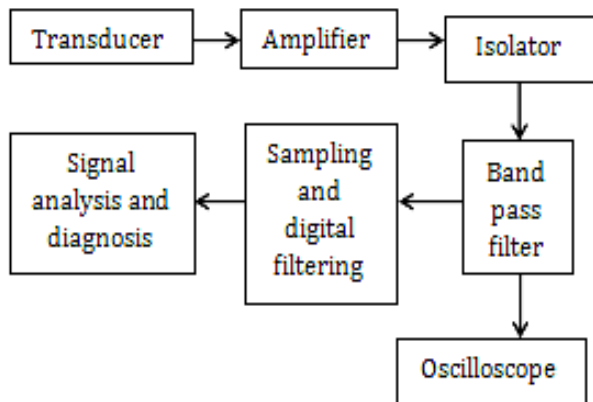 Transducer
Amplifier
Isolator
Signal
analysis and
diagnosis
Sampling
and
digital
filtering
Band
pass
filter
Oscilloscope